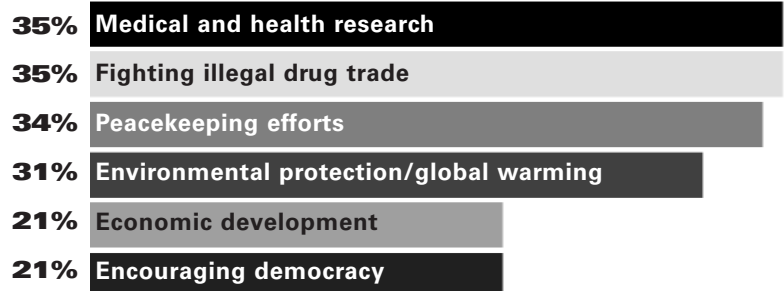 35% Medical and health research
35% Fighting illegal drug trade
34% Peacekeeping efforts
31% Environmental protection/global warming
21% Economic development
21% Encouraging democracy